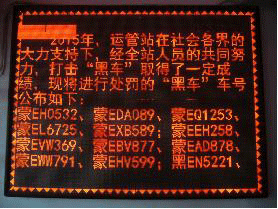 2015年，运管站在社会各界的
大力支持下，经全站人员的共同努
力，打击“黑车”取得了一定成
绩，现将进行处罚的“黑车”车号
公布如下：
蒙EH0532、蒙EDA089、蒙EQ1253、
蒙EL6725、蒙EXB589；蒙EEH258、
蒙EVW369、蒙EBV877、蒙EAD878、
蒙EWW791、蒙EHV599；黑EN5221、